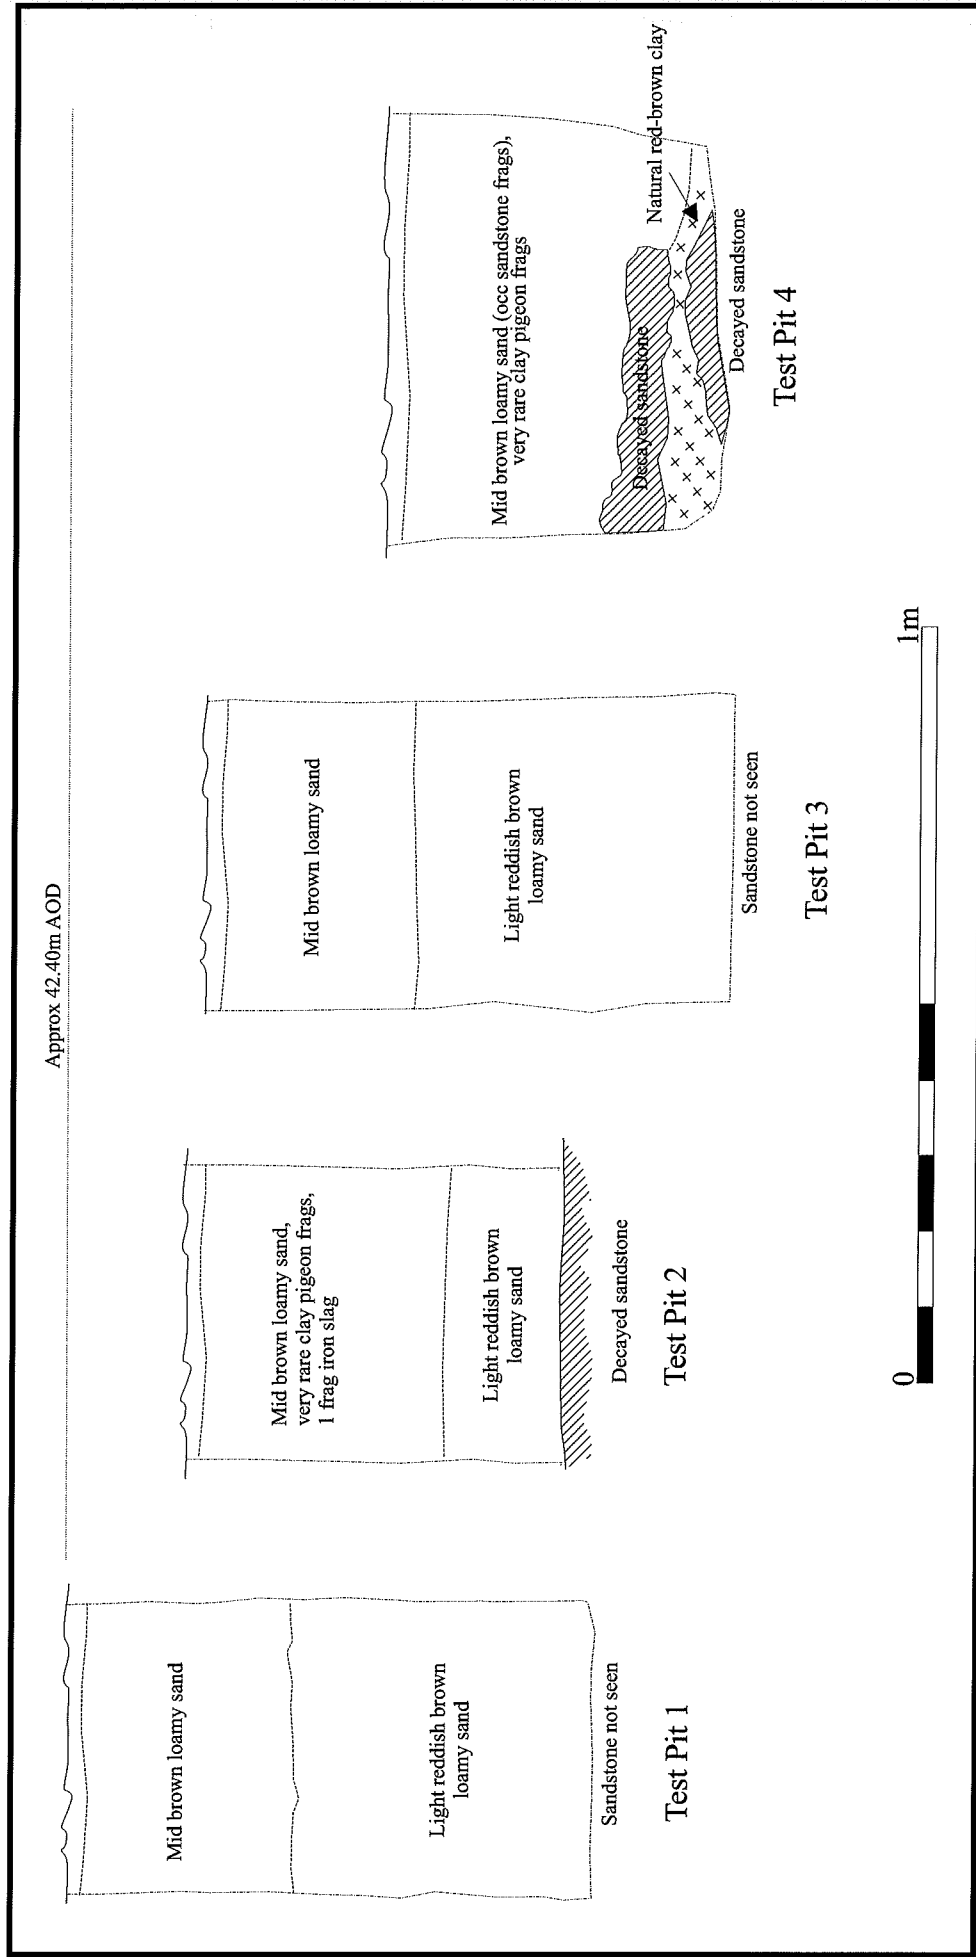 Approx 42.40m AOD
Mid brown loamy sand
Light reddish brown
loamy sand
Sandstone not seen
Test Pit 1
Mid brown loamy sand,
very rare clay pigeon frags,
1 frag iron slag
Light reddish brown
loamy sand
Decayed sandstone
Test Pit 2
Mid brown loamy sand
Light reddish brown
loamy sand
Sandstone not seen
Test Pit 3
Mid brown loamy sand (occ sandstone frags),
very rare clay pigeon frags
Decayed sandstone
Natural red-brown clay
Decayed sandstone
Test Pit 4
0
1m